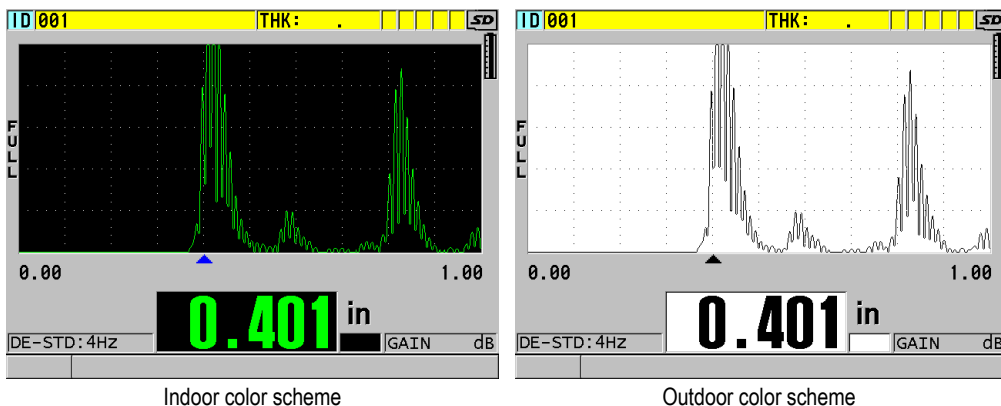 ID 001 THK: . SD
FULL
0.00 1.00
0.401 in
DE-STD:4Hz GAIN dB
Indoor color scheme
ID 001 THK: . SD
FULL
0.00 1.00
0.401 in
DE-STD:4Hz GAIN dB
Outdoor color scheme